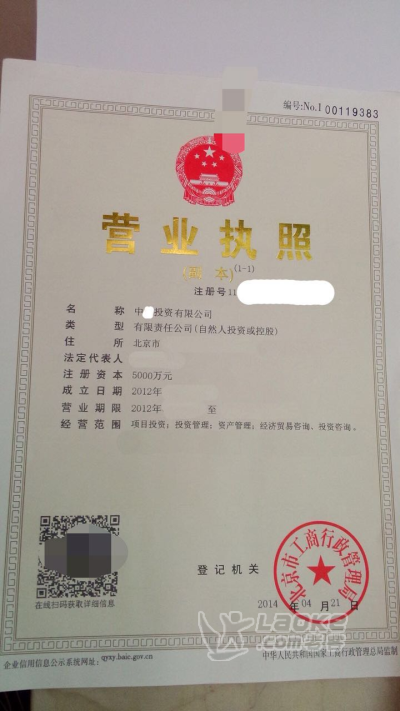 编号:No.1 00119383
营业执照
(副本)(1-1)
注册号11
名 称 中 投资有限公司
类 型 有限责任公司(自然人投资或控股)
住 所 北京市
法定代表人
注册资本 5000万元
成立日期 2012年
营业期限 2012年 至
经营范围 项目投资；投资管理；资产管理；经济贸易咨询、投资咨询。
北京市工商行政管理局
在线扫码获取详细信息
登记机关
2014 年 04 月 21 日
LAOKE
企业信用信息公示系统网址: qyxy.baic.gov.cn
中华人民共和国国家工商行政管理总局监制